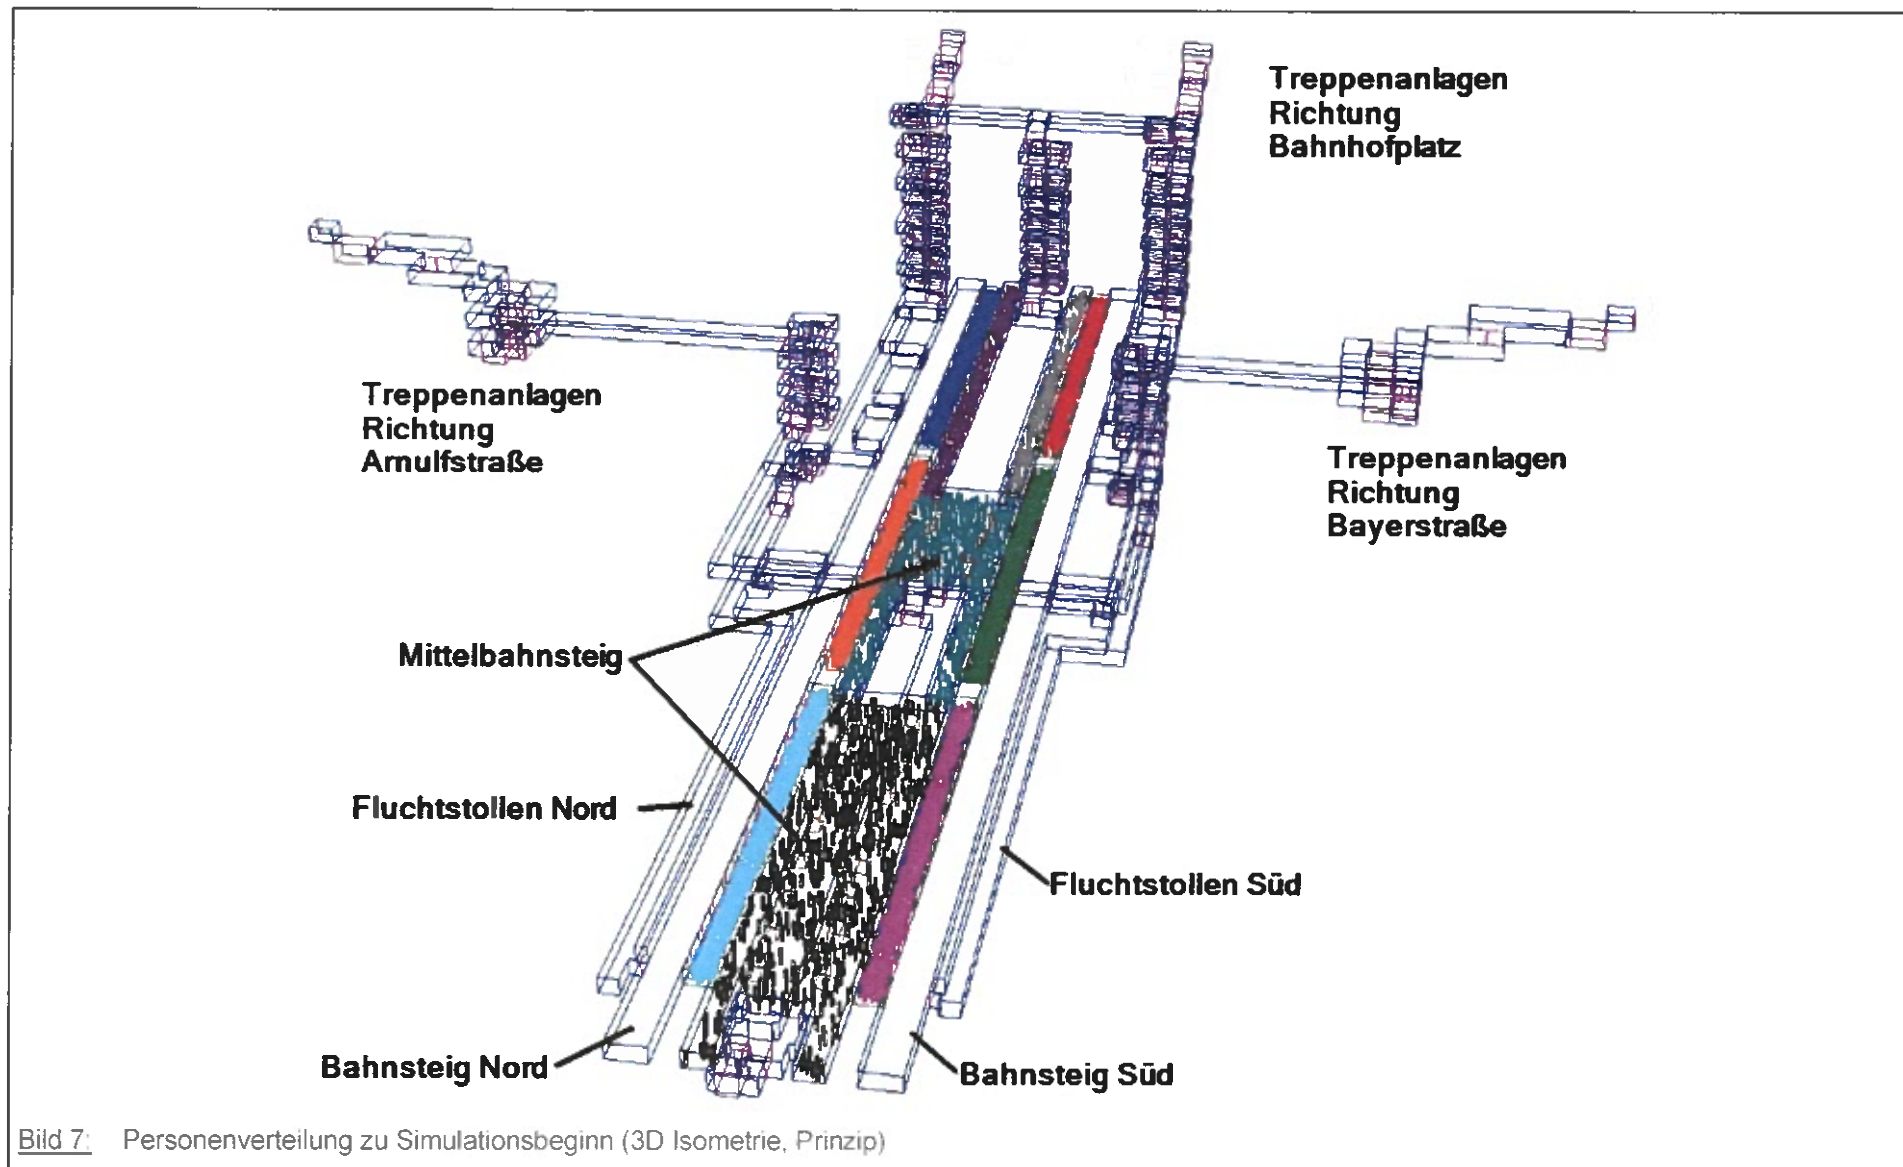 Treppenanlagen
Richtung
Bahnhofplatz
Treppenanlagen
Richtung
Arnulfstraße
Treppenanlagen
Richtung
Bayerstraße
Mittelbahnsteig
Fluchtstollen Nord
Fluchtstollen Süd
Bahnsteig Nord
Bahnsteig Süd
Bild 7: Personenverteilung zu Simulationsbeginn (3D Isometrie, Prinzip)